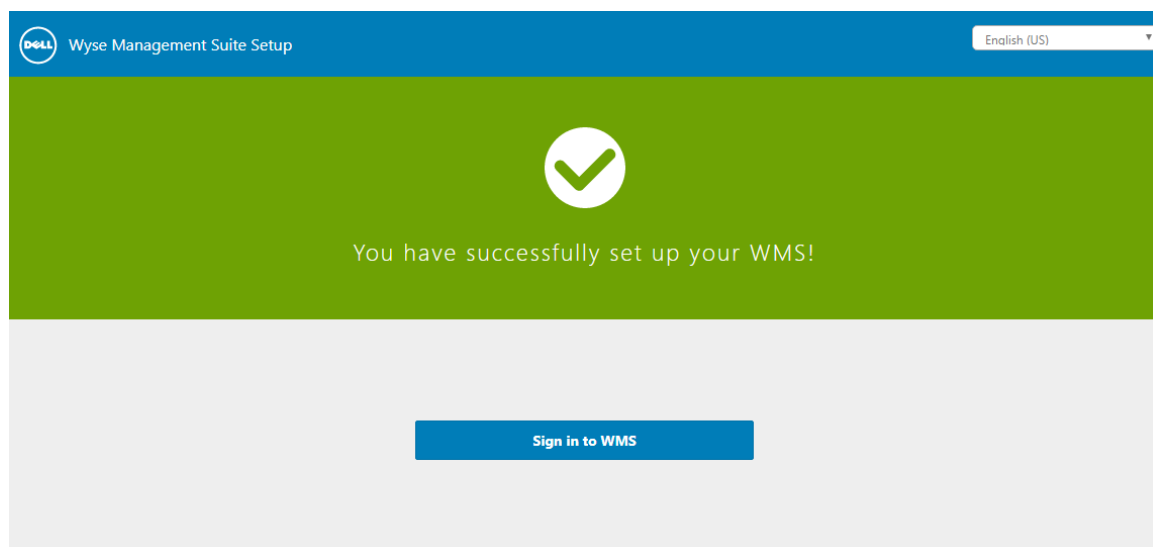 DELL
Wyse Management Suite Setup
English (US)
You have successfully set up your WMS!
Sign in to WMS